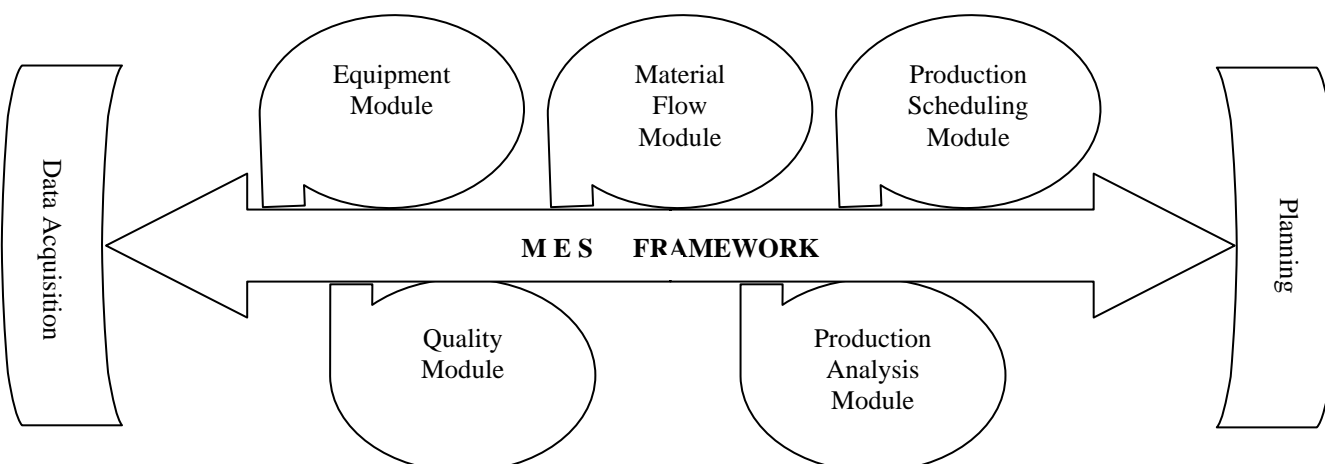 Equipment
Module
Material
Flow
Module
Production
Scheduling
Module
Data Acquisition
M E S FRAMEWORK
Planning
Quality
Module
Production
Analysis
Module